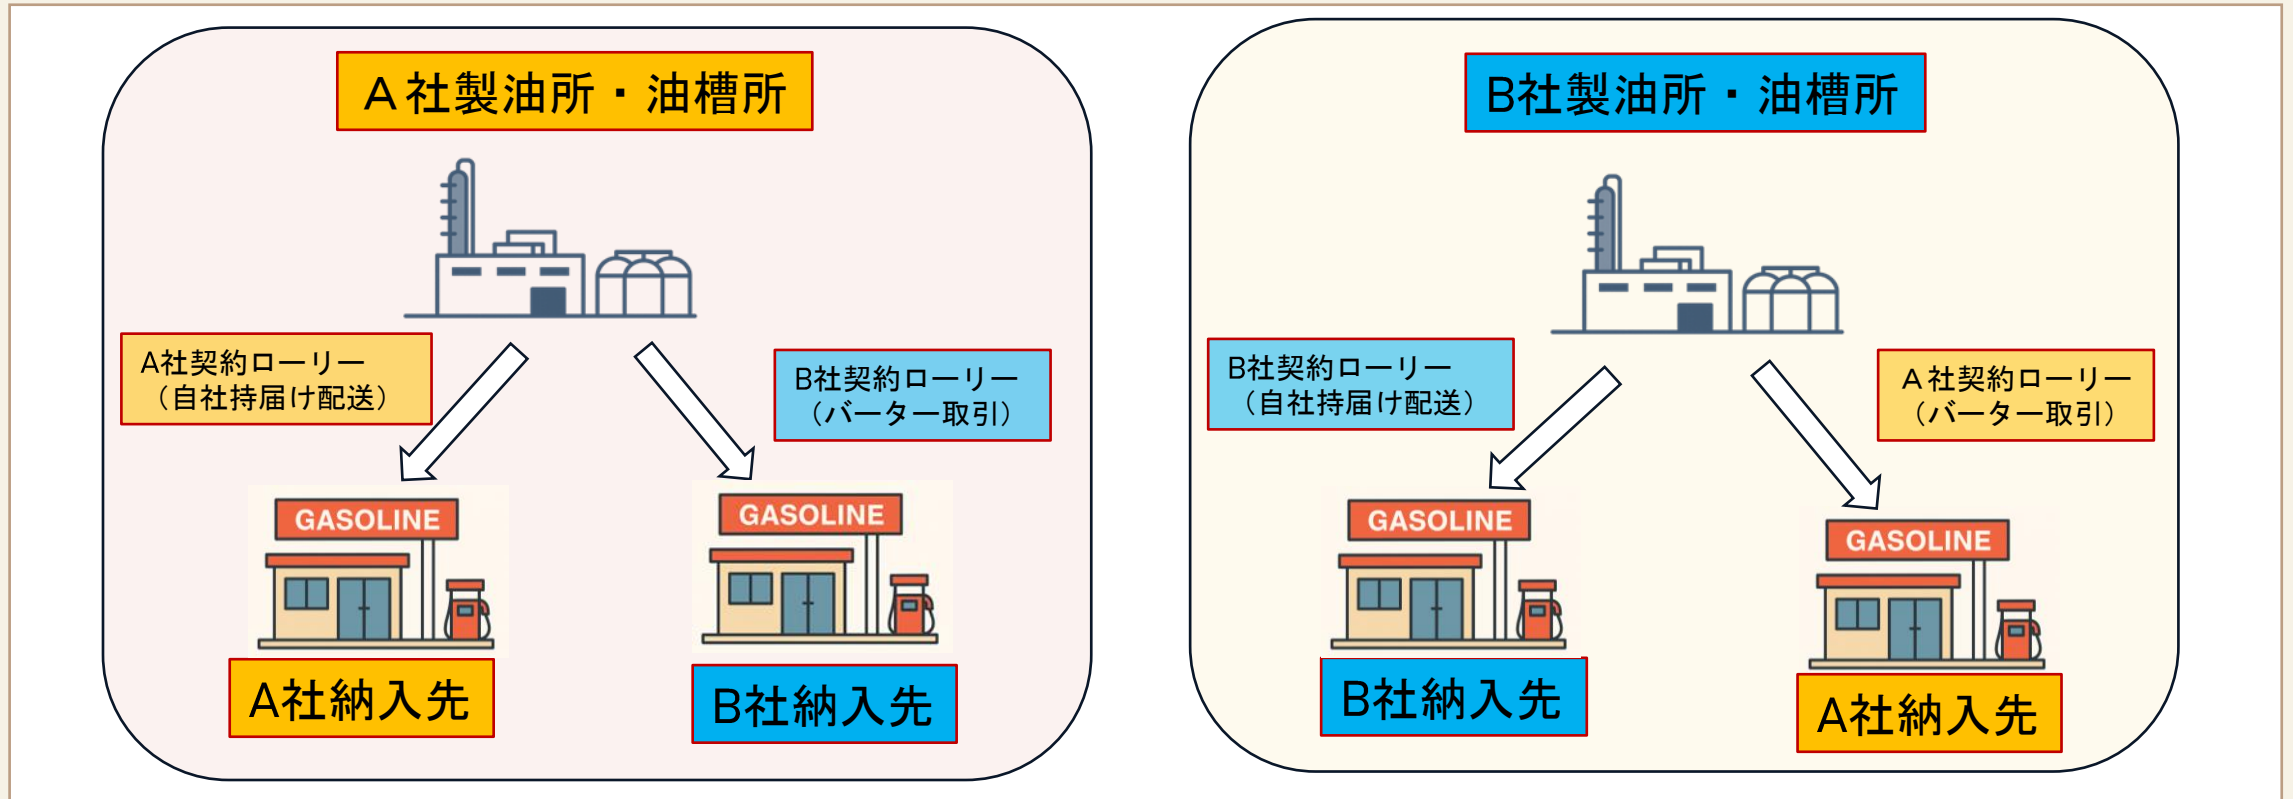 A社製油所・油槽所
A社契約ローリー
（自社持届け配送）
B社契約ローリー
（バーター取引）
GASOLINE
GASOLINE
A社納入先
B社納入先
B社製油所・油槽所
B社契約ローリー
（自社持届け配送）
A社契約ローリー
（バーター取引）
GASOLINE
GASOLINE
B社納入先
A社納入先